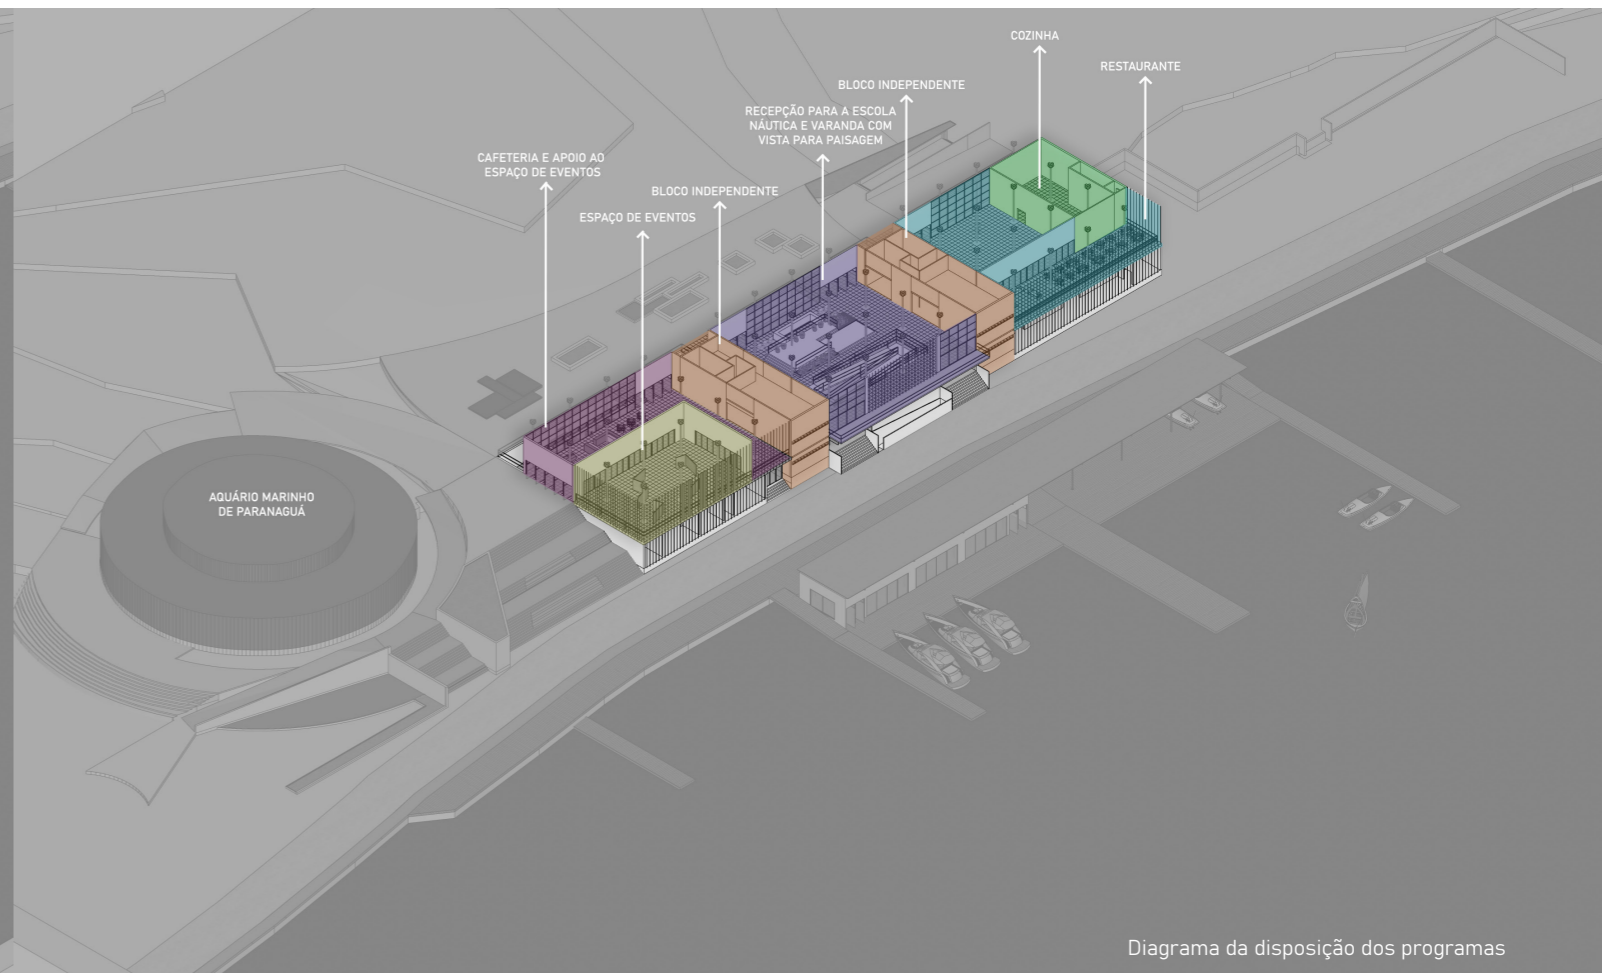 COZINHA
RESTAURANTE
BLOCO INDEPENDENTE
RECEPÇÃO PARA A ESCOLA
NÁUTICA E VARANDA COM
VISTA PARA PAISAGEM
CAFETERIA E APOIO AO
ESPAÇO DE EVENTOS
BLOCO INDEPENDENTE
ESPAÇO DE EVENTOS
AQUÁRIO MARINHO
DE PARANAGUÁ
Diagrama da disposição dos programas